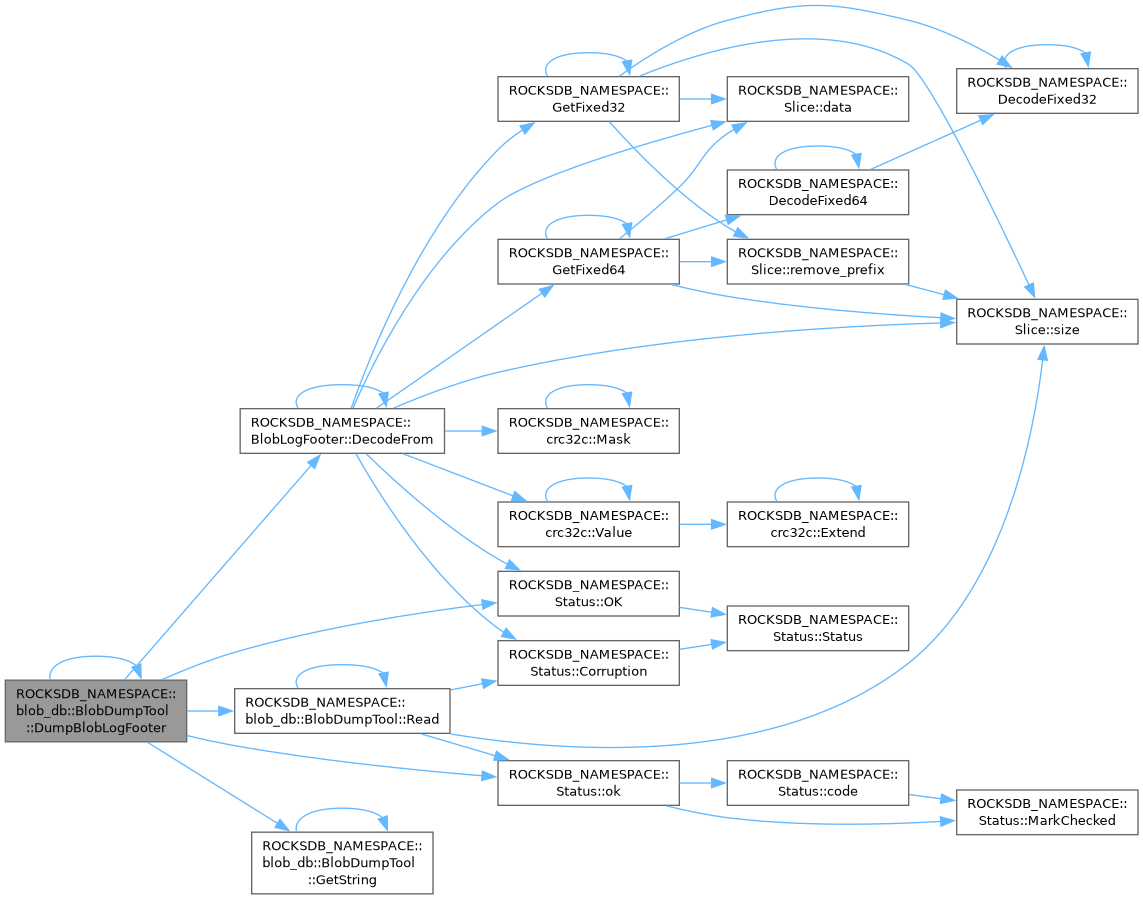 ROCKSDB_NAMESPACE::
blob_db::BlobDumpTool
::DumpBlobLogFooter
ROCKSDB_NAMESPACE::
BlobLogFooter::DecodeFrom
ROCKSDB_NAMESPACE::
blob_db::BlobDumpTool::Read
ROCKSDB_NAMESPACE::
blob_db::BlobDumpTool
::GetString
ROCKSDB_NAMESPACE::
GetFixed32
ROCKSDB_NAMESPACE::
GetFixed64
ROCKSDB_NAMESPACE::
crc32c::Mask
ROCKSDB_NAMESPACE::
crc32c::Value
ROCKSDB_NAMESPACE::
Status::OK
ROCKSDB_NAMESPACE::
Status::Corruption
ROCKSDB_NAMESPACE::
Status::ok
ROCKSDB_NAMESPACE::
Slice::data
ROCKSDB_NAMESPACE::
DecodeFixed64
ROCKSDB_NAMESPACE::
Slice::remove_prefix
ROCKSDB_NAMESPACE::
crc32c::Extend
ROCKSDB_NAMESPACE::
Status::Status
ROCKSDB_NAMESPACE::
Status::code
ROCKSDB_NAMESPACE::
DecodeFixed32
ROCKSDB_NAMESPACE::
Slice::size
ROCKSDB_NAMESPACE::
Status::MarkChecked